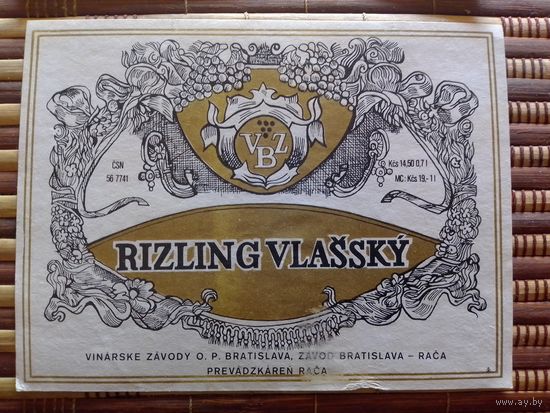 VBZ
ČSN
56 7741
Kčs 14,50 0,7 l
MC: Kčs 19,- 1 l
RIZLING VLAŠSKÝ
VINÁRSKE ZÁVODY O. P. BRATISLAVA, ZÁVOD BRATISLAVA – RAČA
PREVÁDZKÁREŇ RAČA
www.ay.by